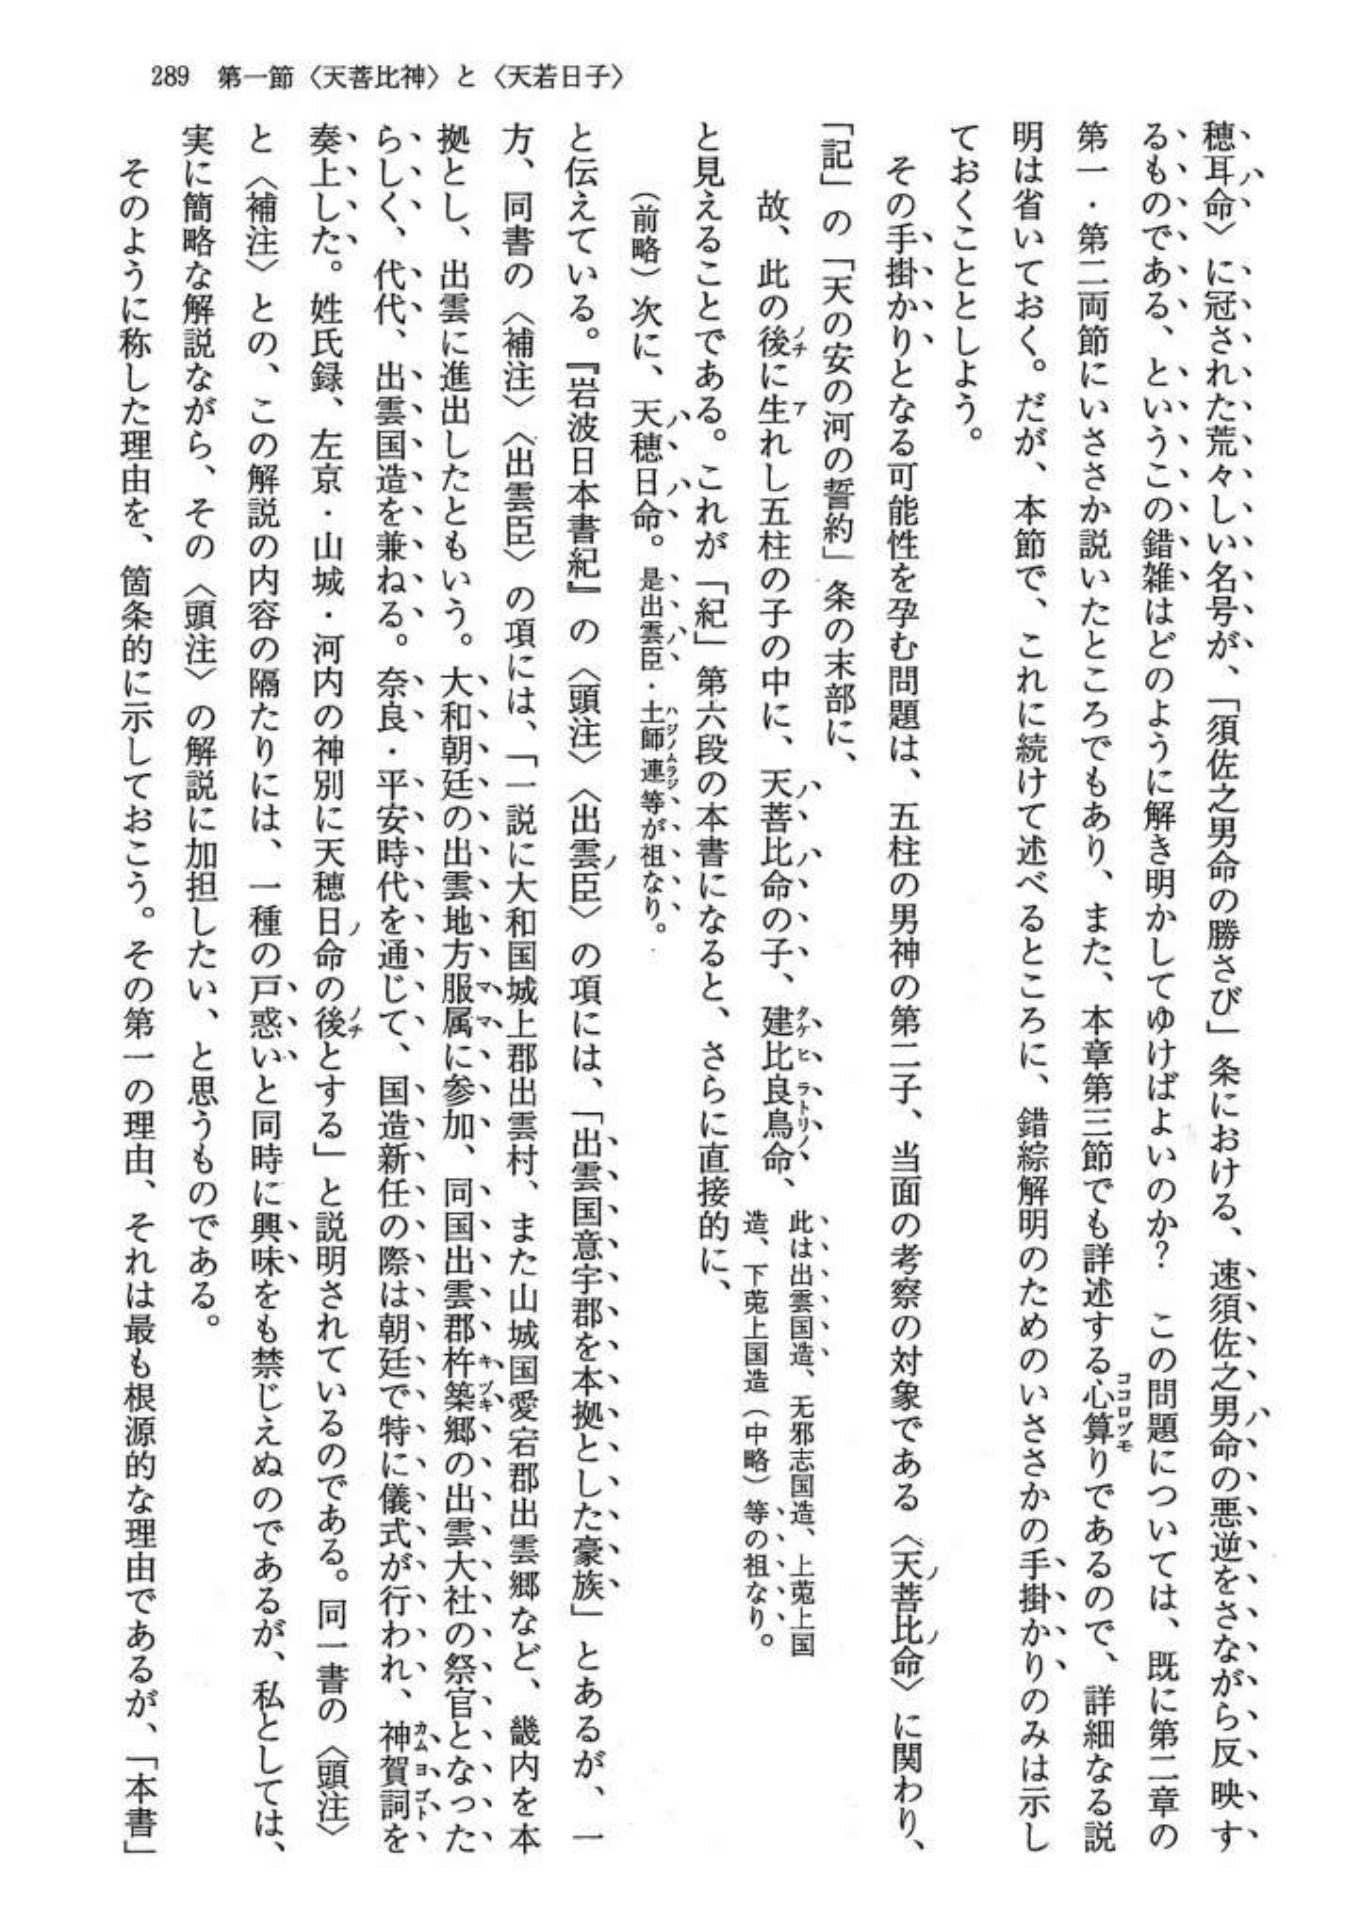 289 第一節〈天菩比神〉と〈天若日子〉
穂耳命〉に冠された荒々しい名号が、「須佐之男命の勝さび」条における、速須佐之男命の悪逆をさながら反映す
るものである、というこの錯雑はどのように解き明かしてゆけばよいのか？ この問題については、既に第二章の
第一・第二両節にいささか説いたところでもあり、また、本章第三節でも詳述する心算りであるので、詳細なる説
明は省いておく。だが、本節で、これに続けて述べるところに、錯綜解明のためのいささかの手掛かりのみは示し
ておくこととしよう。
その手掛かりとなる可能性を孕む問題は、五柱の男神の第二子、当面の考察の対象である〈天菩比命〉に関わり、
「記」の「天の安の河の誓約」条の末部に、
故、此の後に生れし五柱の子の中に、天菩比命の子、建比良鳥命、此は出雲国造、无邪志国造、上菟上国
造、下菟上国造（中略）等の祖なり。
と見えることである。これが「紀」第六段の本書になると、さらに直接的に、
（前略）次に、天穂日命。是出雲臣・土師連等が祖なり。
と伝えている。『岩波日本書紀』の〈頭注〉〈出雲臣〉の項には、「出雲国意宇郡を本拠とした豪族」とあるが、一
方、同書の〈補注〉〈出雲臣〉の項には、「一説に大和国城上郡出雲村、また山城国愛宕郡出雲郷など、畿内を本
拠とし、出雲に進出したともいう。大和朝廷の出雲地方服属に参加、同国出雲郡杵築郷の出雲大社の祭官となった
らしく、代代、出雲国造を兼ねる。奈良・平安時代を通じて、国造新任の際は朝廷で特に儀式が行われ、神賀詞を
奏上した。姓氏録、左京・山城・河内の神別に天穂日命の後とする」と説明されているのである。同一書の〈頭注〉
と〈補注〉との、この解説の内容の隔たりには、一種の戸惑いと同時に興味をも禁じえぬのであるが、私としては、
実に簡略な解説ながら、その〈頭注〉の解説に加担したい、と思うものである。
そのように称した理由を、箇条的に示しておこう。その第一の理由、それは最も根源的な理由であるが、「本書」